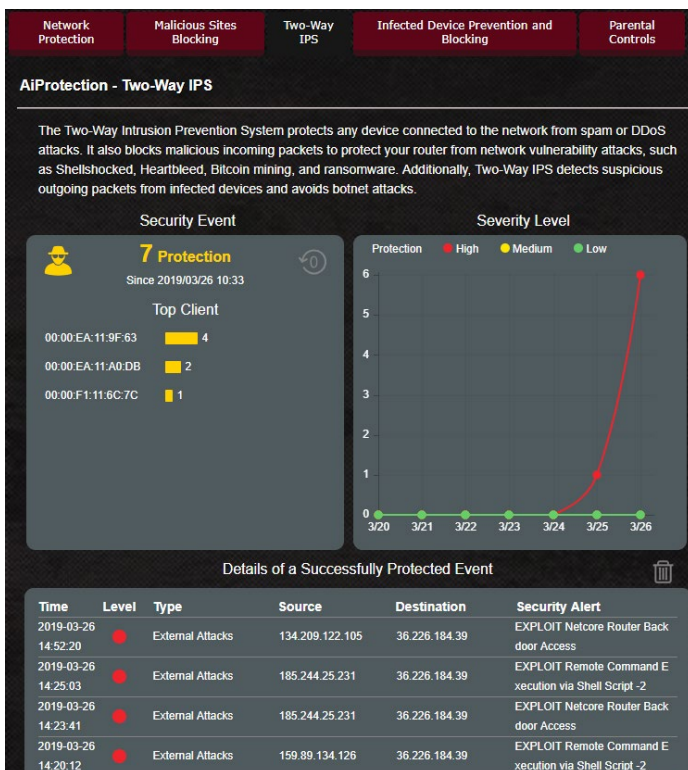 Network
Protection
Malicious Sites
Blocking
Two-Way
IPS
Infected Device Prevention and
Blocking
Parental
Controls
AiProtection - Two-Way IPS
The Two-Way Intrusion Prevention System protects any device connected to the network from spam or DDoS
attacks. It also blocks malicious incoming packets to protect your router from network vulnerability attacks, such
as Shellshocked, Heartbleed, Bitcoin mining, and ransomware. Additionally, Two-Way IPS detects suspicious
outgoing packets from infected devices and avoids botnet attacks.
Security Event
7 Protection
0
Since 2019/03/26 10:33
Top Client
00:00:EA:11:9F:63 4
00:00:EA:11:A0:DB 2
00:00:F1:11:6C:7C 1
Severity Level
Protection High Medium Low
6
5
4
3
2
1
0
3/20 3/21 3/22 3/23 3/24 3/25 3/26
Details of a Successfully Protected Event
Time Level Type Source Destination Security Alert
2019-03-26
14:52:20
External Attacks 134.209.122.105 36.226.184.39
EXPLOIT Netcore Router Back
door Access
2019-03-26
14:25:03
External Attacks 185.244.25.231 36.226.184.39
EXPLOIT Remote Command E
xecution via Shell Script -2
2019-03-26
14:23:41
External Attacks 185.244.25.231 36.226.184.39
EXPLOIT Netcore Router Back
door Access
2019-03-26
14:20:12
External Attacks 159.89.134.126 36.226.184.39
EXPLOIT Remote Command E
xecution via Shell Script -2